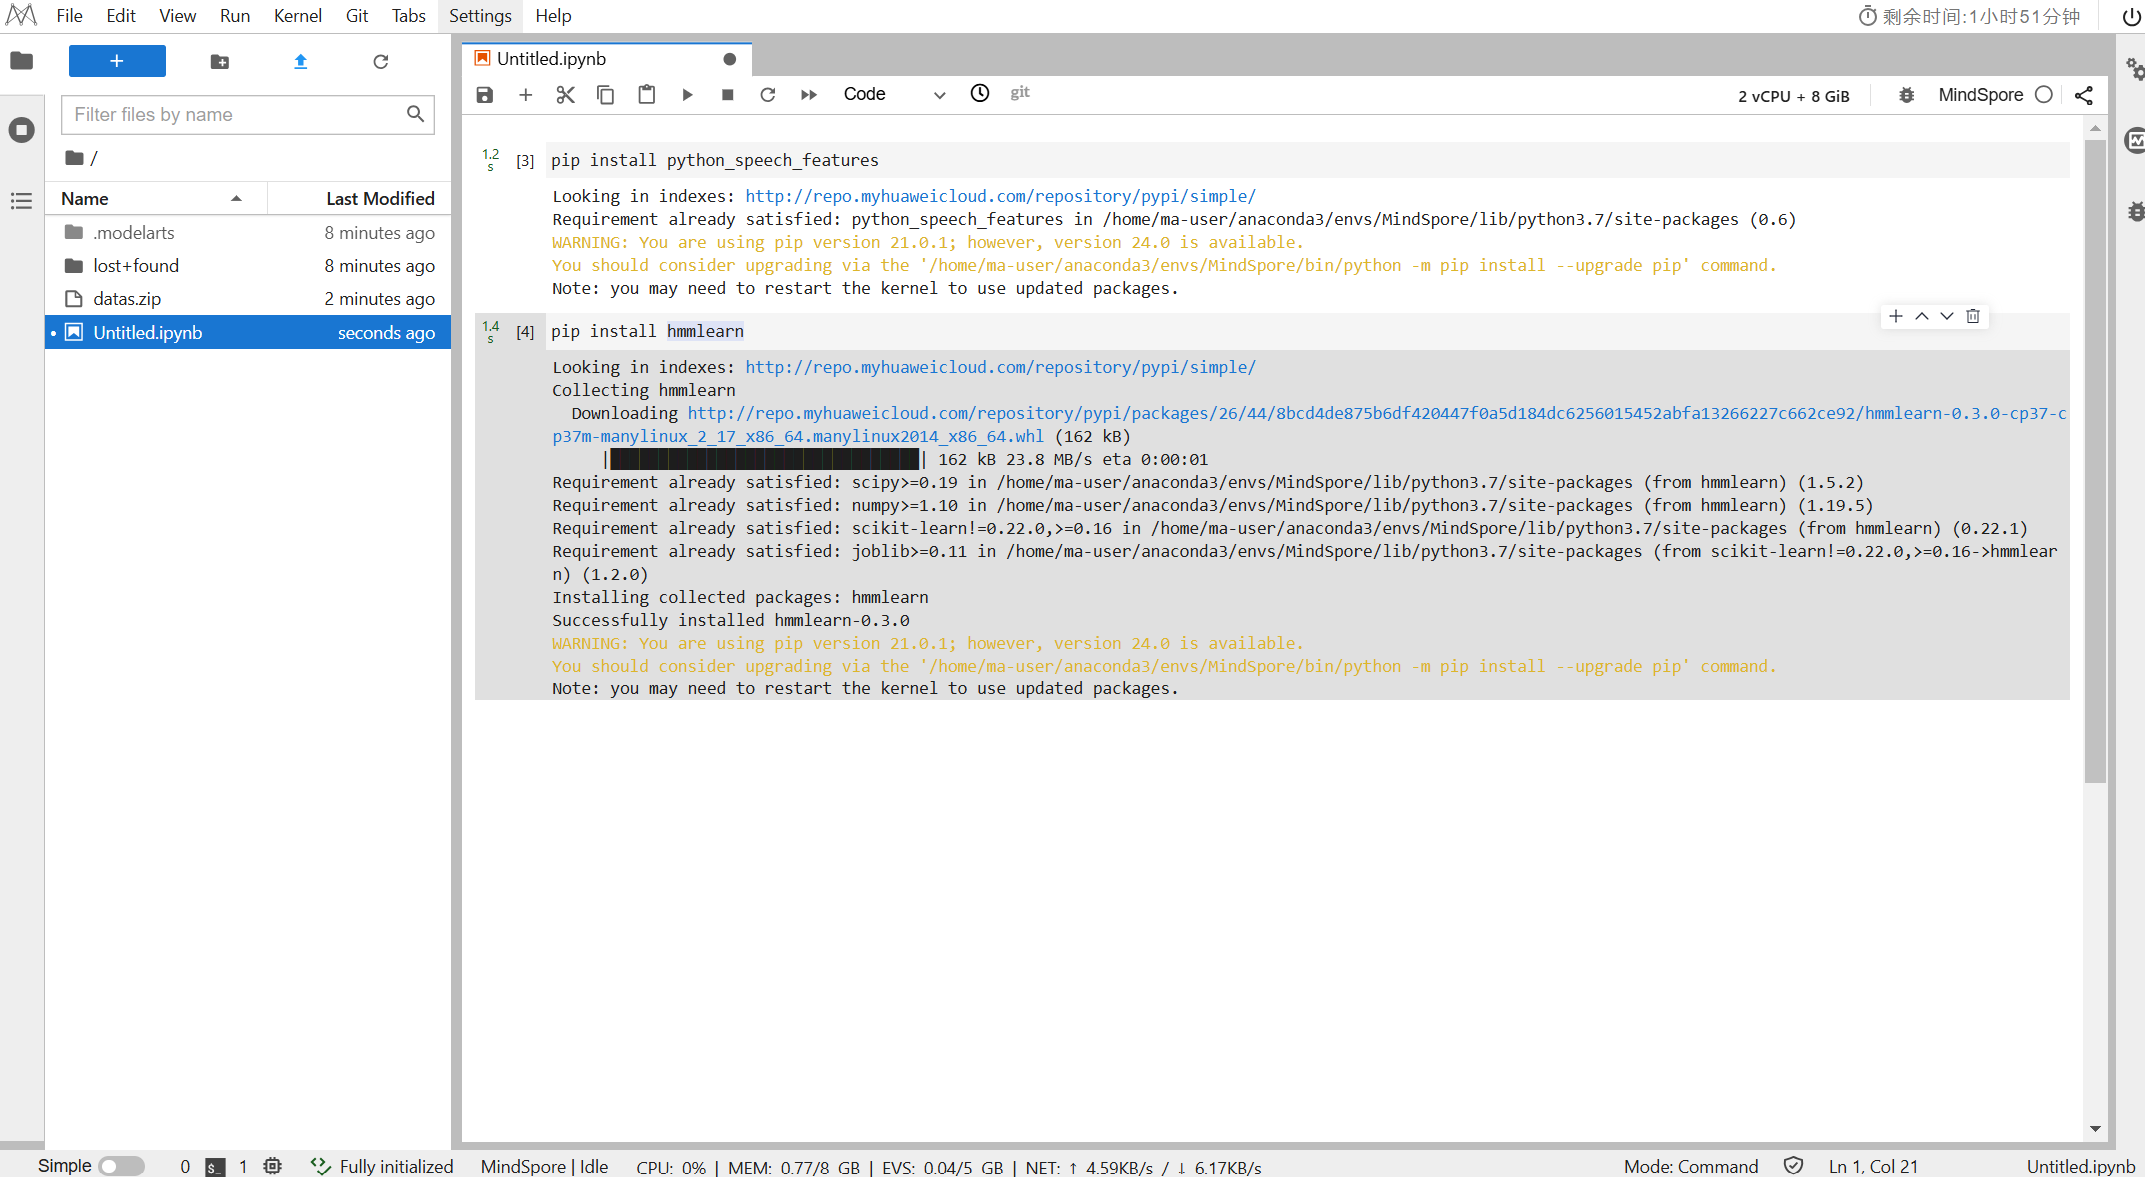 File Edit View Run Kernel Git Tabs Settings Help
剩余时间:1小时51分钟
+
Filter files by name
/
Name Last Modified
.modelarts 8 minutes ago
lost+found 8 minutes ago
datas.zip 2 minutes ago
Untitled.ipynb seconds ago
Untitled.ipynb
Code git 2 vCPU + 8 GiB MindSpore
1.2 s [3] pip install python_speech_features
Looking in indexes: http://repo.myhuaweicloud.com/repository/pypi/simple/
Requirement already satisfied: python_speech_features in /home/ma-user/anaconda3/envs/MindSpore/lib/python3.7/site-packages (0.6)
WARNING: You are using pip version 21.0.1; however, version 24.0 is available.
You should consider upgrading via the '/home/ma-user/anaconda3/envs/MindSpore/bin/python -m pip install --upgrade pip' command.
Note: you may need to restart the kernel to use updated packages.
1.4 s [4] pip install hmmlearn
Looking in indexes: http://repo.myhuaweicloud.com/repository/pypi/simple/
Collecting hmmlearn
Downloading http://repo.myhuaweicloud.com/repository/pypi/packages/26/44/8bcd4de875b6df420447f0a5d184dc6256015452abfa13266227c662ce92/hmmlearn-0.3.0-cp37-c
p37m-manylinux_2_17_x86_64.manylinux2014_x86_64.whl (162 kB)
|████████████████████████████████| 162 kB 23.8 MB/s eta 0:00:01
Requirement already satisfied: scipy>=0.19 in /home/ma-user/anaconda3/envs/MindSpore/lib/python3.7/site-packages (from hmmlearn) (1.5.2)
Requirement already satisfied: numpy>=1.10 in /home/ma-user/anaconda3/envs/MindSpore/lib/python3.7/site-packages (from hmmlearn) (1.19.5)
Requirement already satisfied: scikit-learn!=0.22.0,>=0.16 in /home/ma-user/anaconda3/envs/MindSpore/lib/python3.7/site-packages (from hmmlearn) (0.22.1)
Requirement already satisfied: joblib>=0.11 in /home/ma-user/anaconda3/envs/MindSpore/lib/python3.7/site-packages (from scikit-learn!=0.22.0,>=0.16->hmmlear
n) (1.2.0)
Installing collected packages: hmmlearn
Successfully installed hmmlearn-0.3.0
WARNING: You are using pip version 21.0.1; however, version 24.0 is available.
You should consider upgrading via the '/home/ma-user/anaconda3/envs/MindSpore/bin/python -m pip install --upgrade pip' command.
Note: you may need to restart the kernel to use updated packages.
Simple 0 $_ 1 Fully initialized MindSpore | Idle CPU: 0% | MEM: 0.77/8 GB | EVS: 0.04/5 GB | NET: ↑ 4.59KB/s / ↓ 6.17KB/s Mode: Command Ln 1, Col 21 Untitled.ipynb